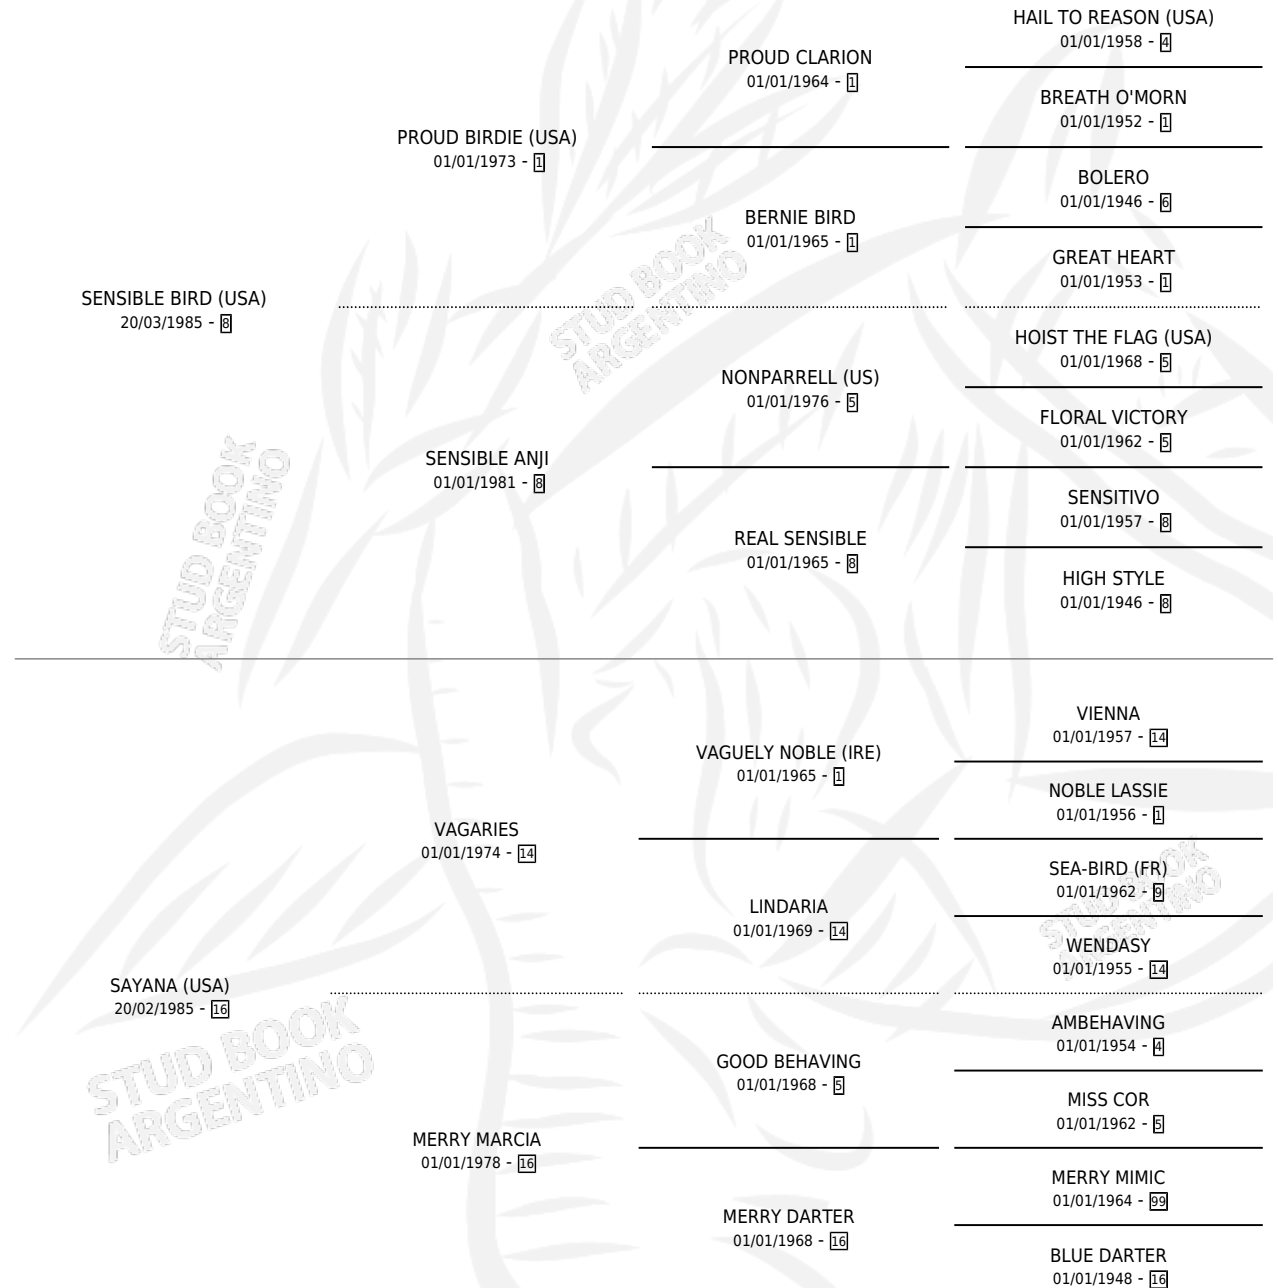 HAIL TO REASON (USA)
01/01/1958 - 4
PROUD CLARION
01/01/1964 - 1
BREATH O'MORN
01/01/1952 - 1
PROUD BIRDIE (USA)
01/01/1973 - 1
BOLERO
01/01/1946 - 6
BERNIE BIRD
01/01/1965 - 1
GREAT HEART
01/01/1953 - 1
SENSIBLE BIRD (USA)
20/03/1985 - 8
HOIST THE FLAG (USA)
01/01/1968 - 5
NONPARRELL (US)
01/01/1976 - 5
FLORAL VICTORY
01/01/1962 - 5
SENSIBLE ANJI
01/01/1981 - 8
SENSITIVO
01/01/1957 - 8
REAL SENSIBLE
01/01/1965 - 8
HIGH STYLE
01/01/1946 - 8
VIENNA
01/01/1957 - 14
VAGUELY NOBLE (IRE)
01/01/1965 - 1
NOBLE LASSIE
01/01/1956 - 1
VAGARIES
01/01/1974 - 14
SEA-BIRD (FR)
01/01/1962 - 9
LINDARIA
01/01/1969 - 14
WENDASY
01/01/1955 - 14
SAYANA (USA)
20/02/1985 - 16
AMBEHAVING
01/01/1954 - 4
GOOD BEHAVING
01/01/1968 - 5
MISS COR
01/01/1962 - 5
MERRY MARCIA
01/01/1978 - 16
MERRY MIMIC
01/01/1964 - 99
MERRY DARTER
01/01/1968 - 16
BLUE DARTER
01/01/1948 - 16
STUD BOOK
ARGENTINO
STUD BOOK
ARGENTINO
STUD BOOK
ARGENTINO
STUD BOOK
ARGENTINO